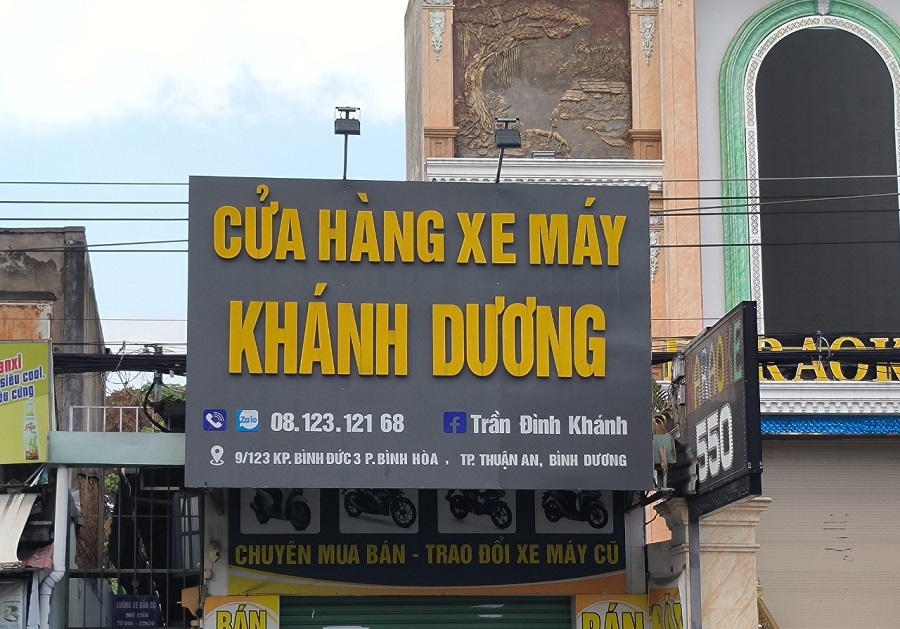 CỬA HÀNG XE MÁY
KHÁNH DƯƠNG
Zalo 08.123.121 68 Trần Đình Khánh
9/123 KP. BÌNH ĐỨC 3 P. BÌNH HÒA , TP. THUẬN AN, BÌNH DƯƠNG
CHUYÊN MUA BÁN - TRAO ĐỔI XE MÁY CŨ
BÁN
BÁN
550
RAOK
siêu cool,